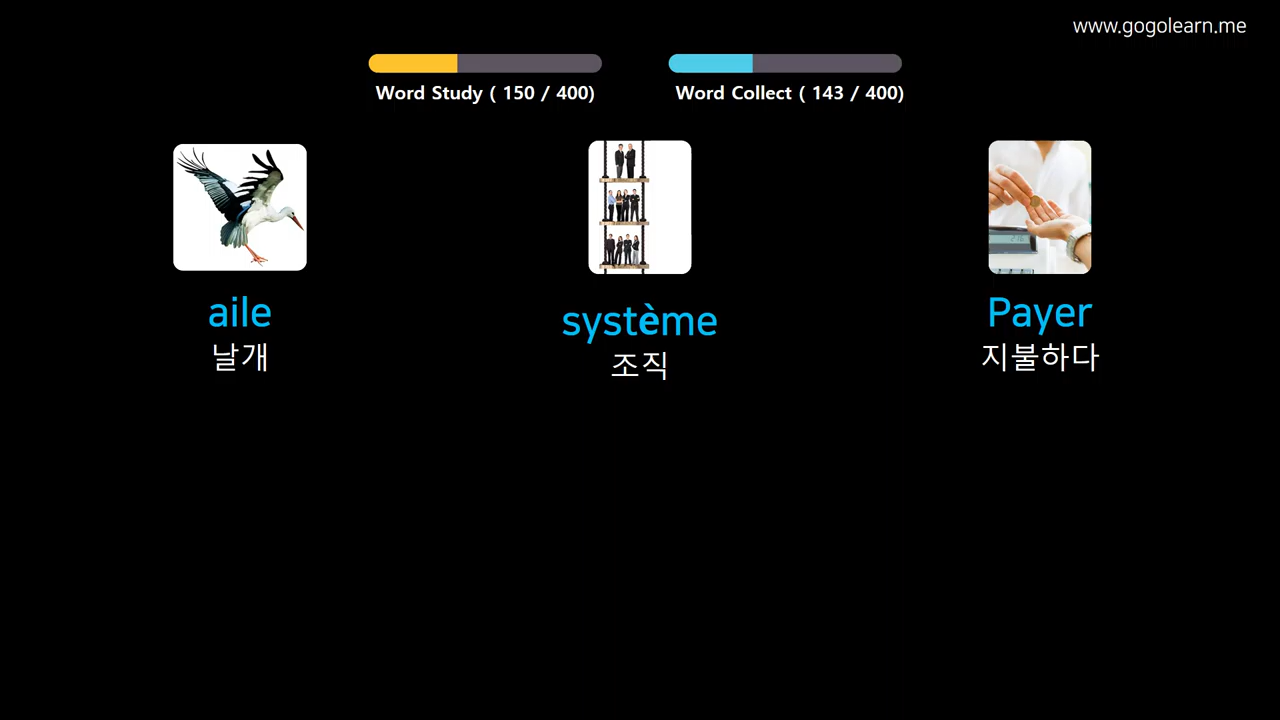 www.gogolearn.me
Word Study ( 150 / 400)
Word Collect ( 143 / 400)
aile
날개
système
조직
Payer
지불하다